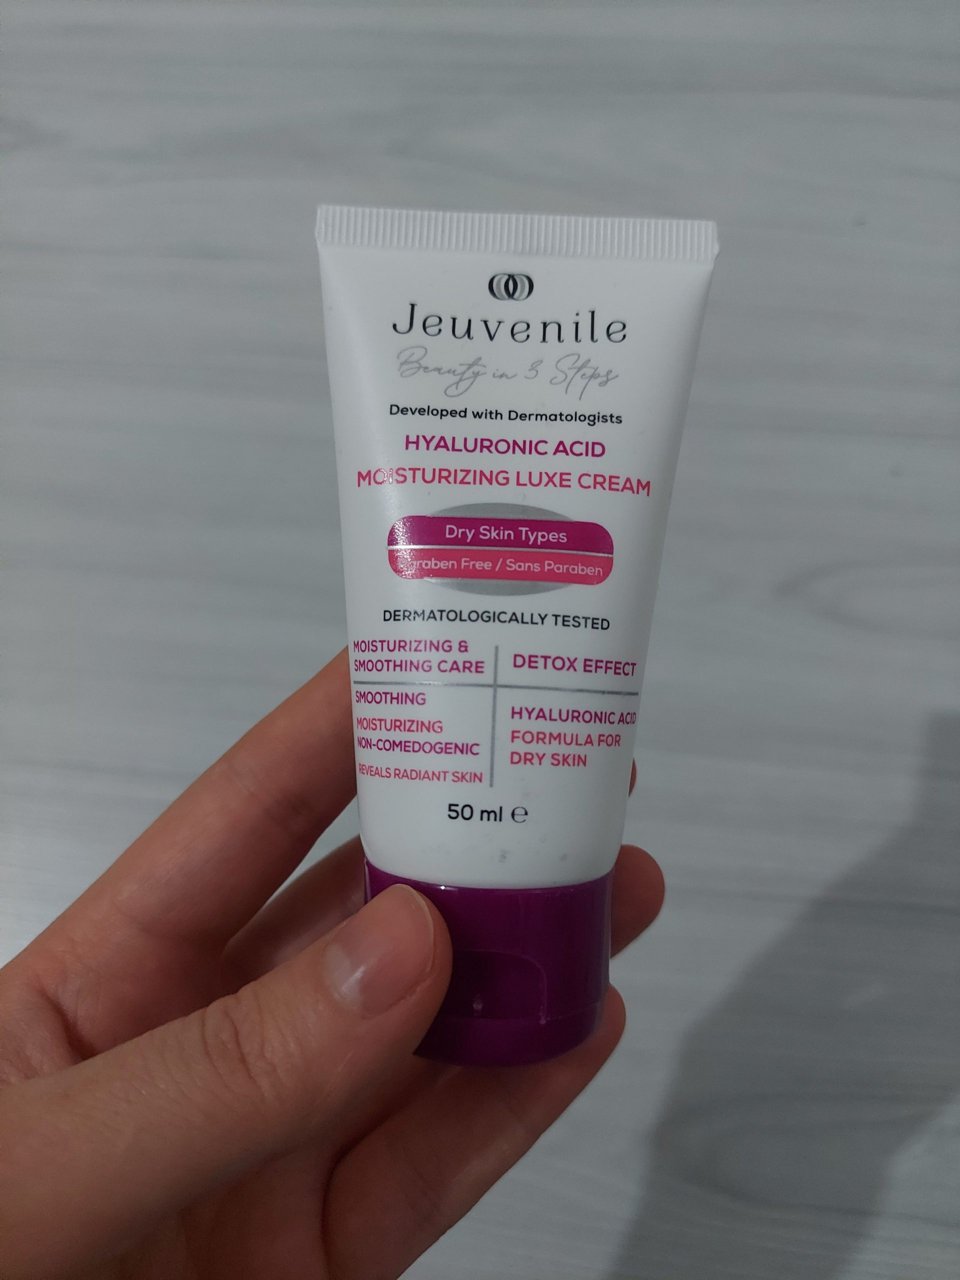 Jeuvenile
Beauty in 3 Steps
Developed with Dermatologists
HYALURONIC ACID
MOISTURIZING LUXE CREAM
Dry Skin Types
Paraben Free / Sans Paraben
DERMATOLOGICALLY TESTED
MOISTURIZING &
SMOOTHING CARE
DETOX EFFECT
SMOOTHING
MOISTURIZING
NON-COMEDOGENIC
REVEALS RADIANT SKIN
HYALURONIC ACID
FORMULA FOR
DRY SKIN
50 ml ℮